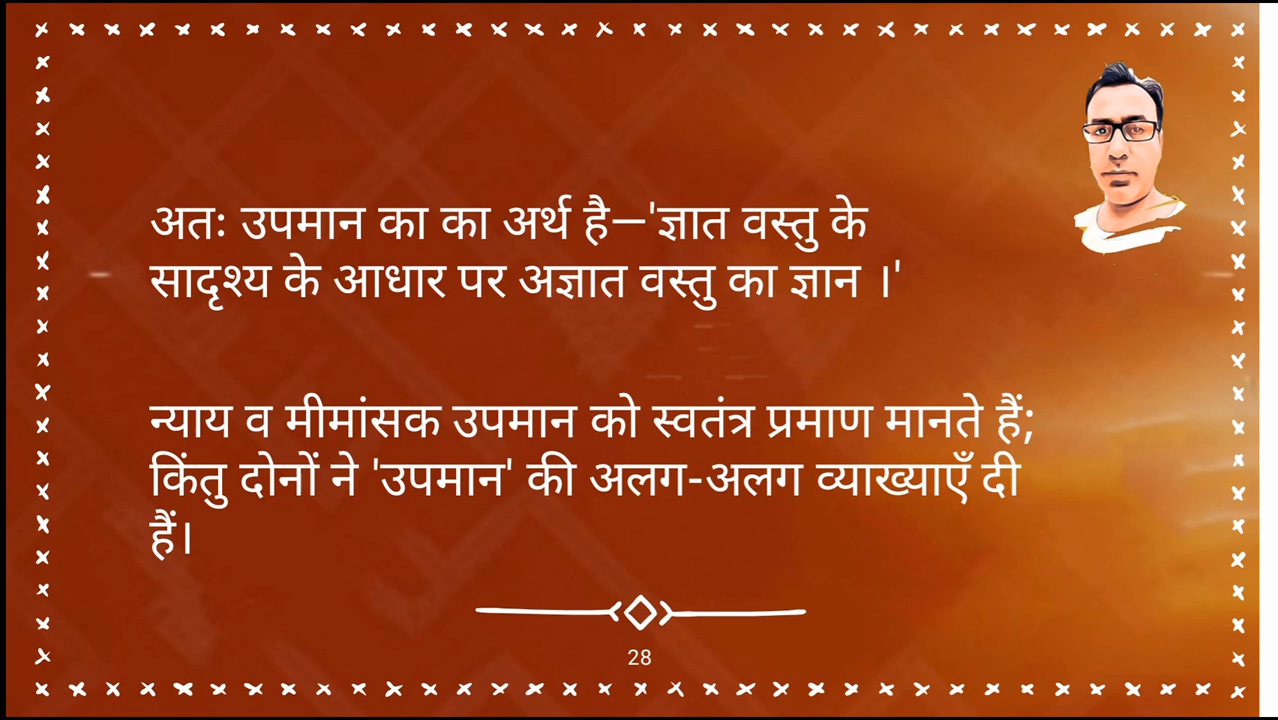 अतः उपमान का का अर्थ है—'ज्ञात वस्तु के
सादृश्य के आधार पर अज्ञात वस्तु का ज्ञान ।'
न्याय व मीमांसक उपमान को स्वतंत्र प्रमाण मानते हैं;
किंतु दोनों ने 'उपमान' की अलग-अलग व्याख्याएँ दी
हैं।
28